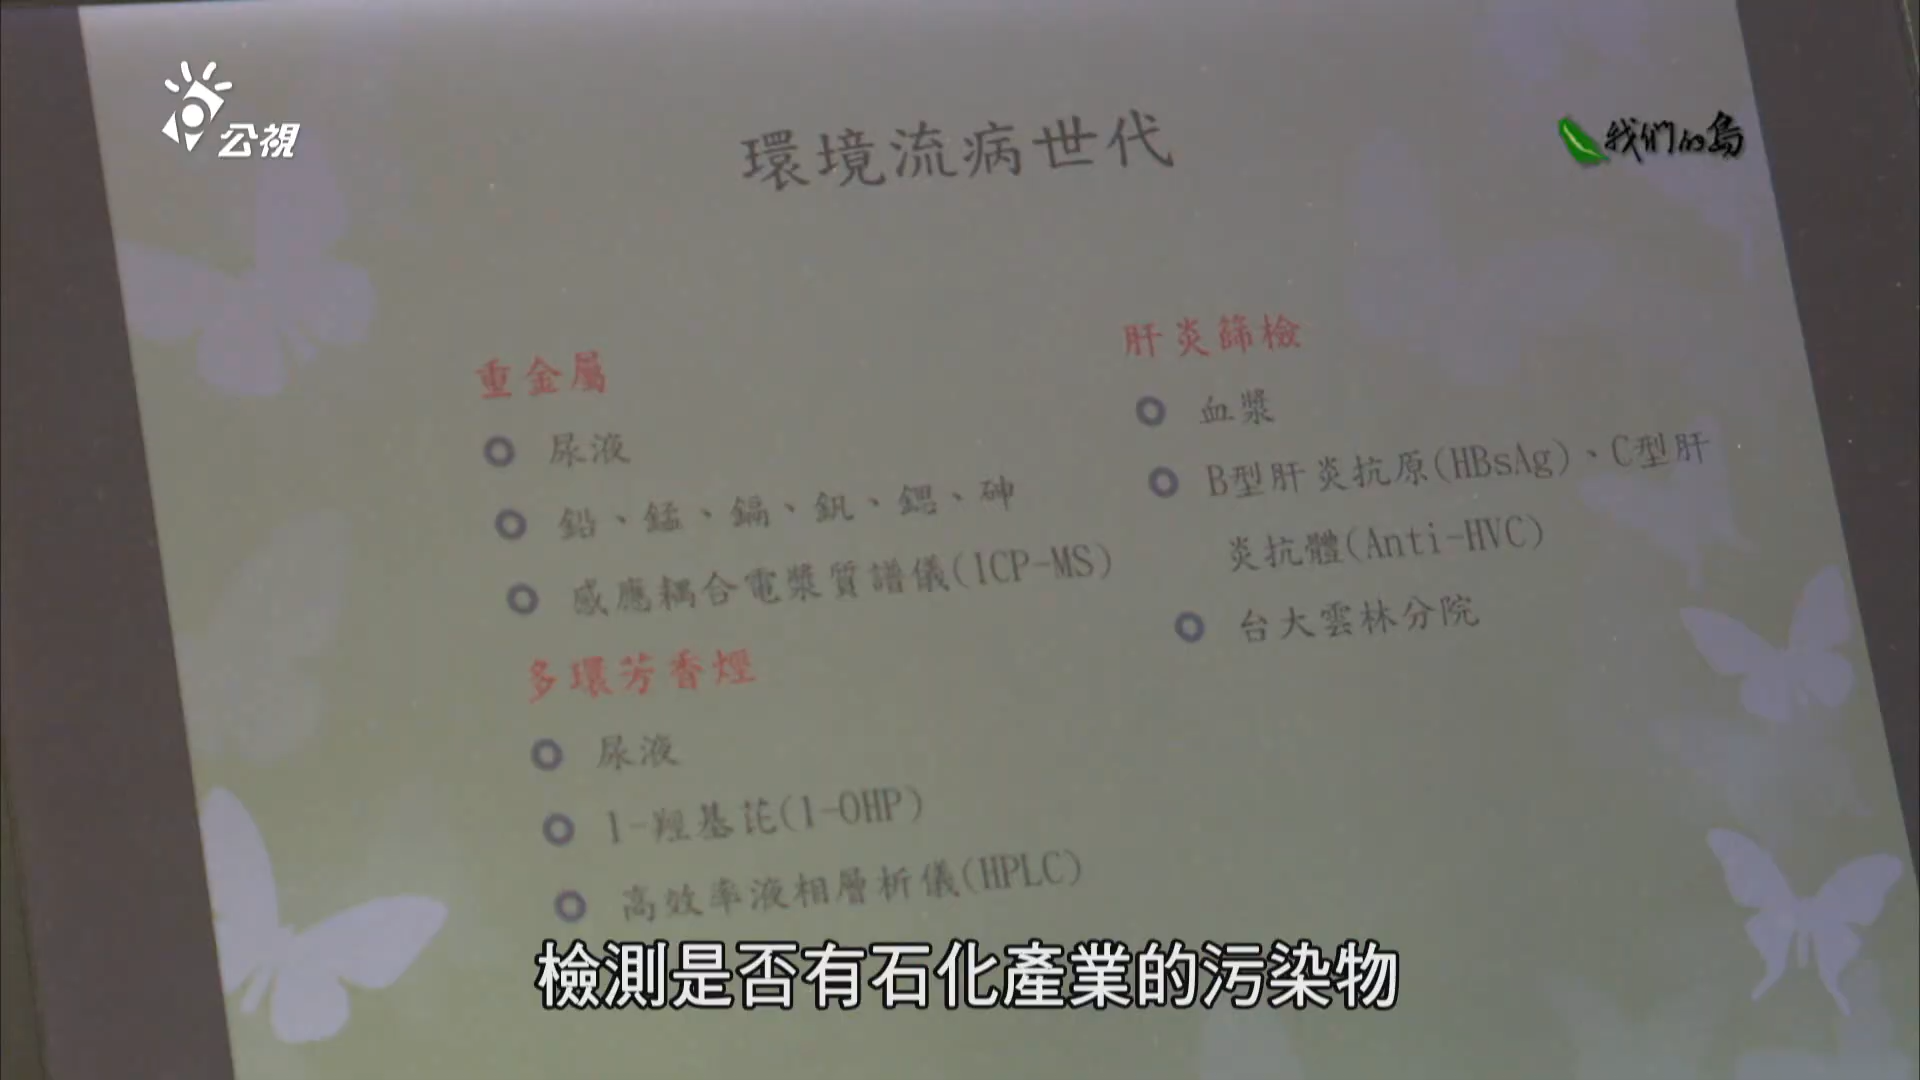 公視
我們的島
環境流病世代
重金屬
尿液
鉛、錳、鎘、釩、鍶、砷
感應耦合電漿質譜儀(ICP-MS)
多環芳香煙
尿液
1-羥基芘(1-OHP)
高效率液相層析儀(HPLC)
肝炎篩檢
血漿
B型肝炎抗原(HBsAg)、C型肝
炎抗體(Anti-HVC)
台大雲林分院
檢測是否有石化產業的污染物